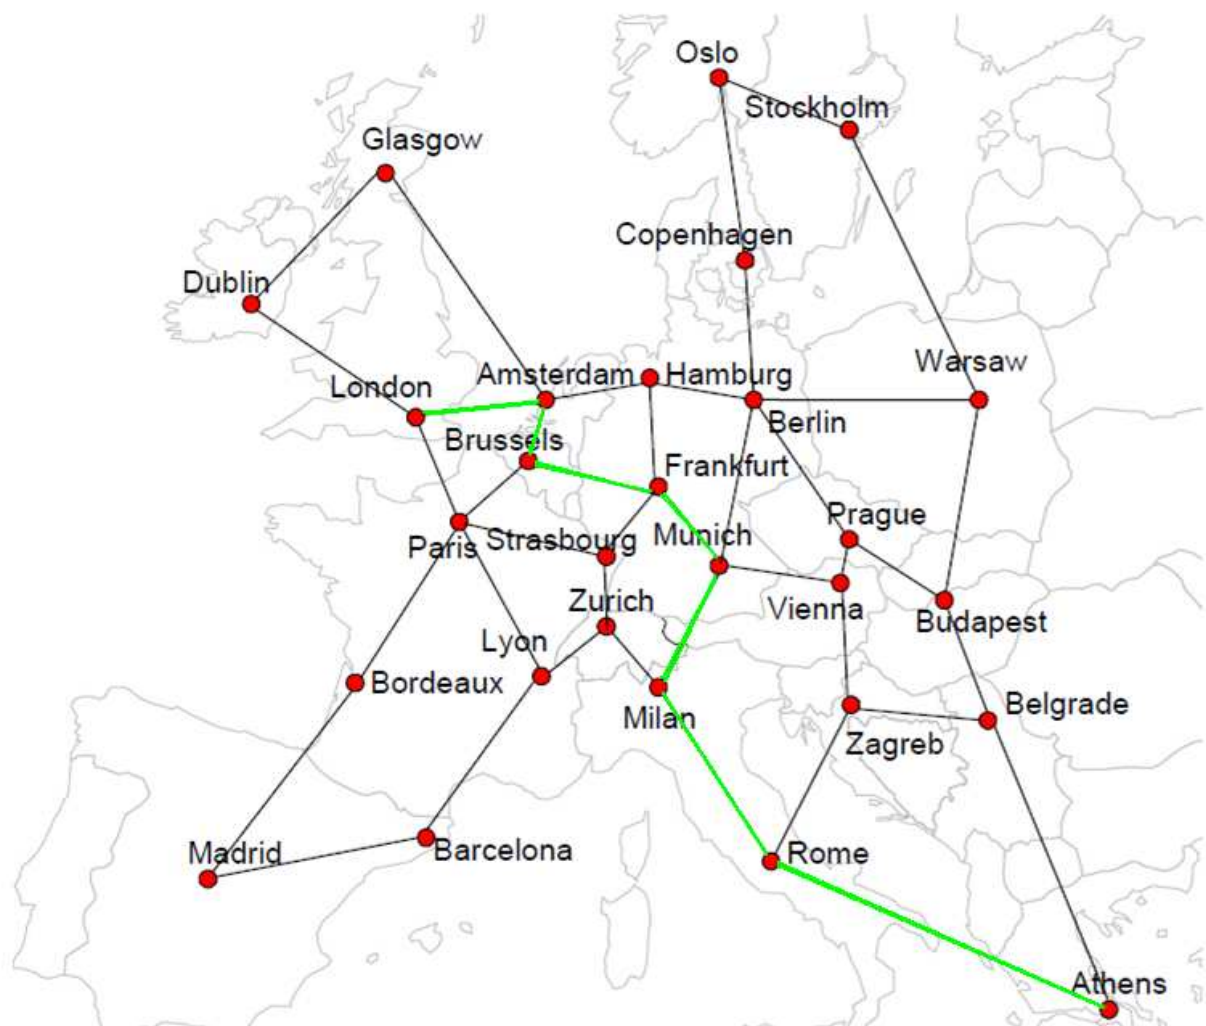 Oslo
Stockholm
Glasgow
Copenhagen
Dublin
Warsaw
Amsterdam
Hamburg
London
Berlin
Brussels
Frankfurt
Prague
Munich
Strasbourg
Paris
Zurich
Vienna
Budapest
Lyon
Bordeaux
Belgrade
Milan
Zagreb
Madrid
Barcelona
Rome
Athens